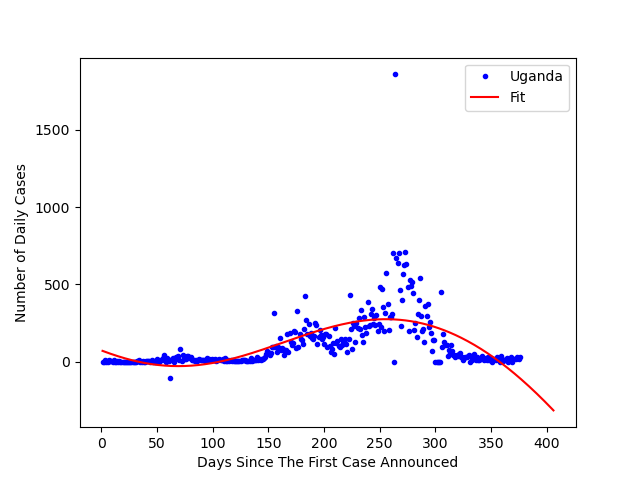 Uganda
Fit
1500
1000
500
0
Number of Daily Cases
0 50 100 150 200 250 300 350 400
Days Since The First Case Announced